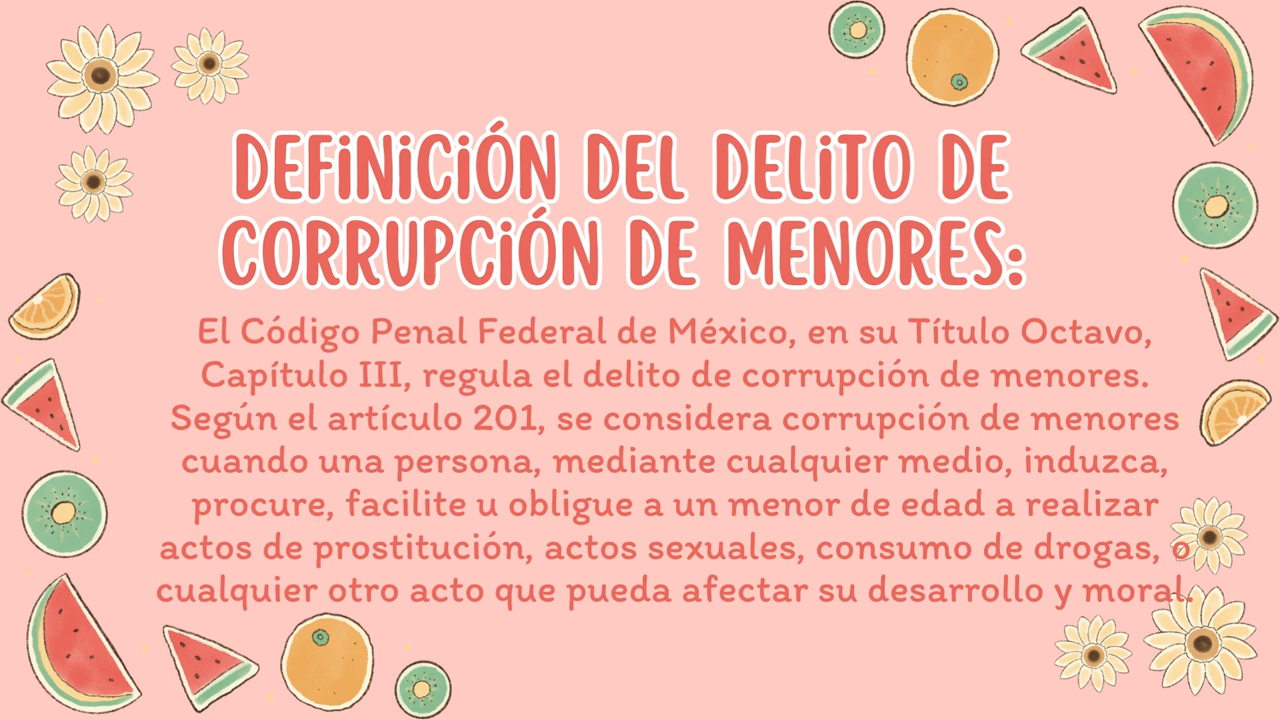 DEFINICIÓN DEL DELITO DE
CORRUPCIÓN DE MENORES:
El Código Penal Federal de México, en su Título Octavo,
Capítulo III, regula el delito de corrupción de menores.
Según el artículo 201, se considera corrupción de menores
cuando una persona, mediante cualquier medio, induzca,
procure, facilite u obligue a un menor de edad a realizar
actos de prostitución, actos sexuales, consumo de drogas, o
cualquier otro acto que pueda afectar su desarrollo y moral.